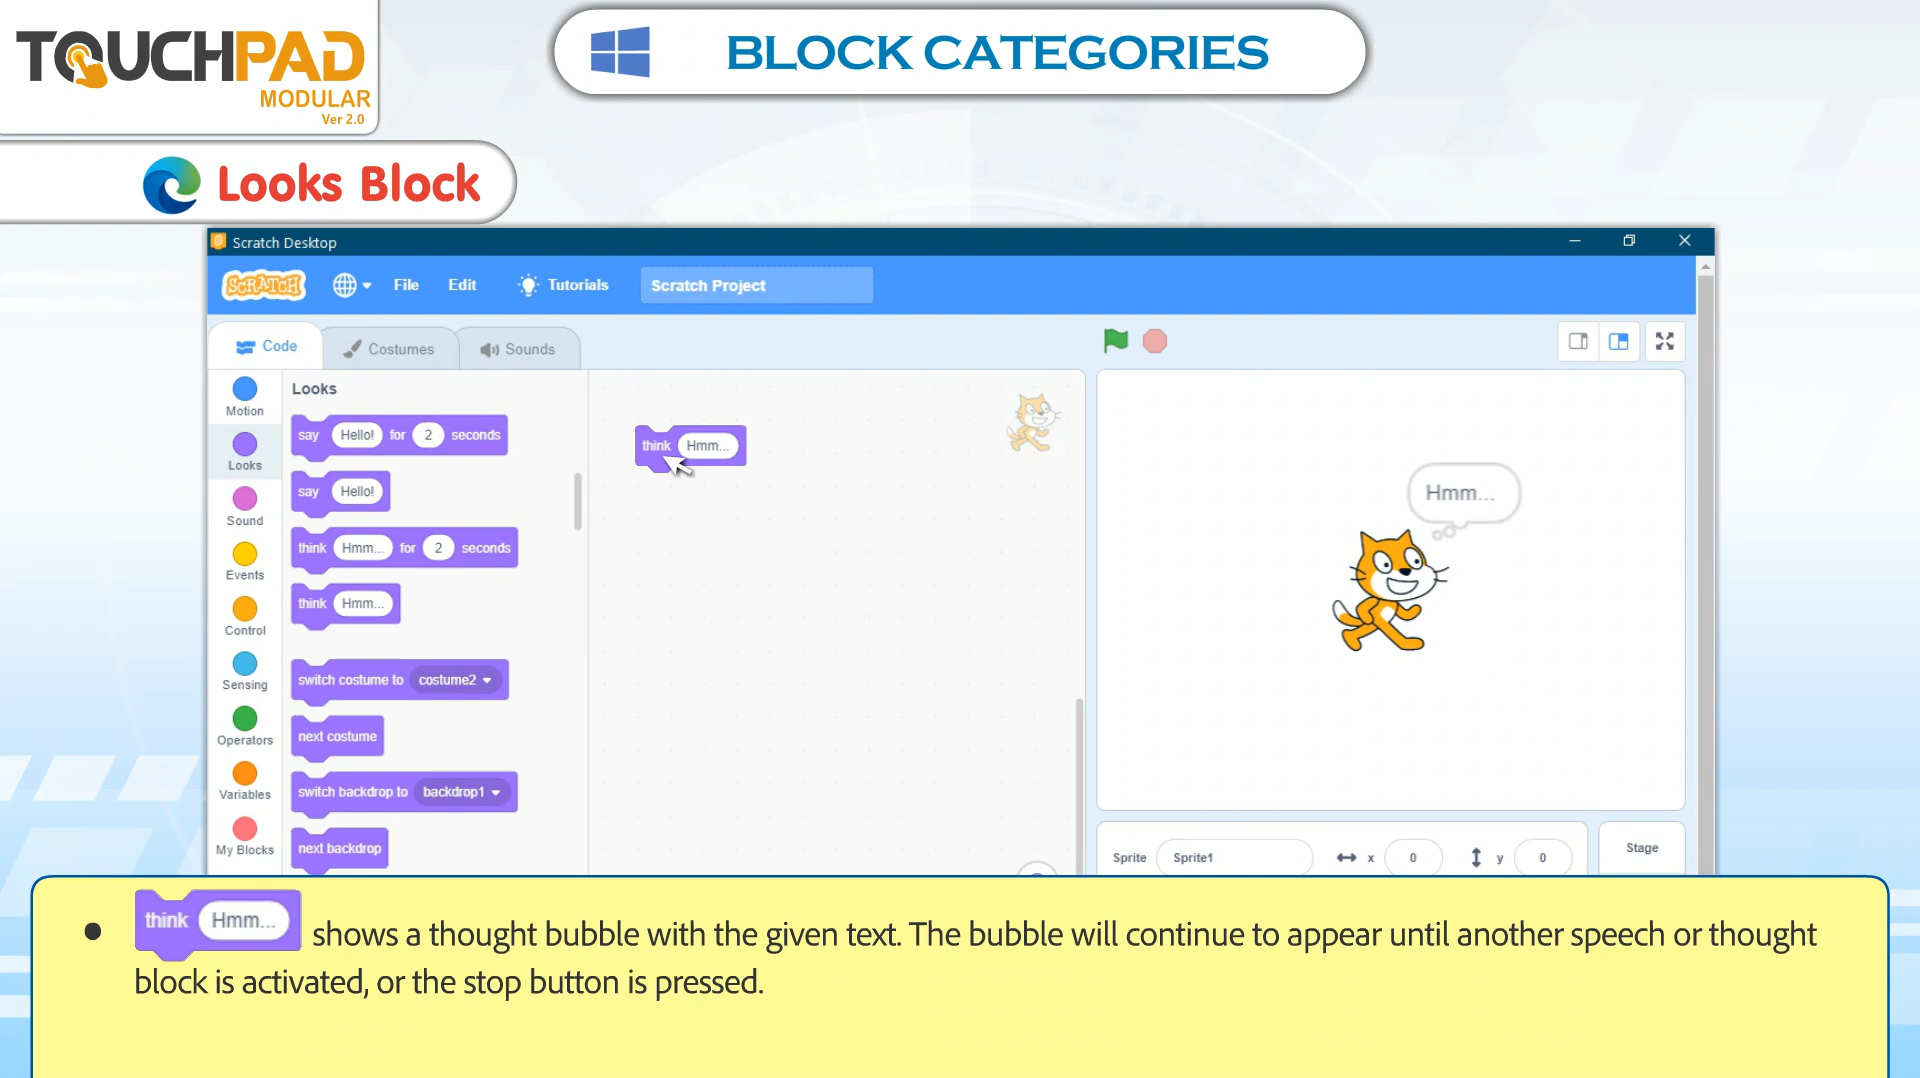 TOUCHPAD
MODULAR
Ver 2.0
BLOCK CATEGORIES
Looks Block
Scratch Desktop
SCRATCH
File
Edit
Tutorials
Scratch Project
Code
Costumes
Sounds
Motion
Looks
Sound
Events
Control
Sensing
Operators
Variables
My Blocks
Looks
say Hello! for 2 seconds
say Hello!
think Hmm... for 2 seconds
think Hmm...
switch costume to costume2
next costume
switch backdrop to backdrop1
next backdrop
think Hmm...
Hmm...
Sprite Sprite1 x 0 y 0
Stage
• think Hmm... shows a thought bubble with the given text. The bubble will continue to appear until another speech or thought
block is activated, or the stop button is pressed.